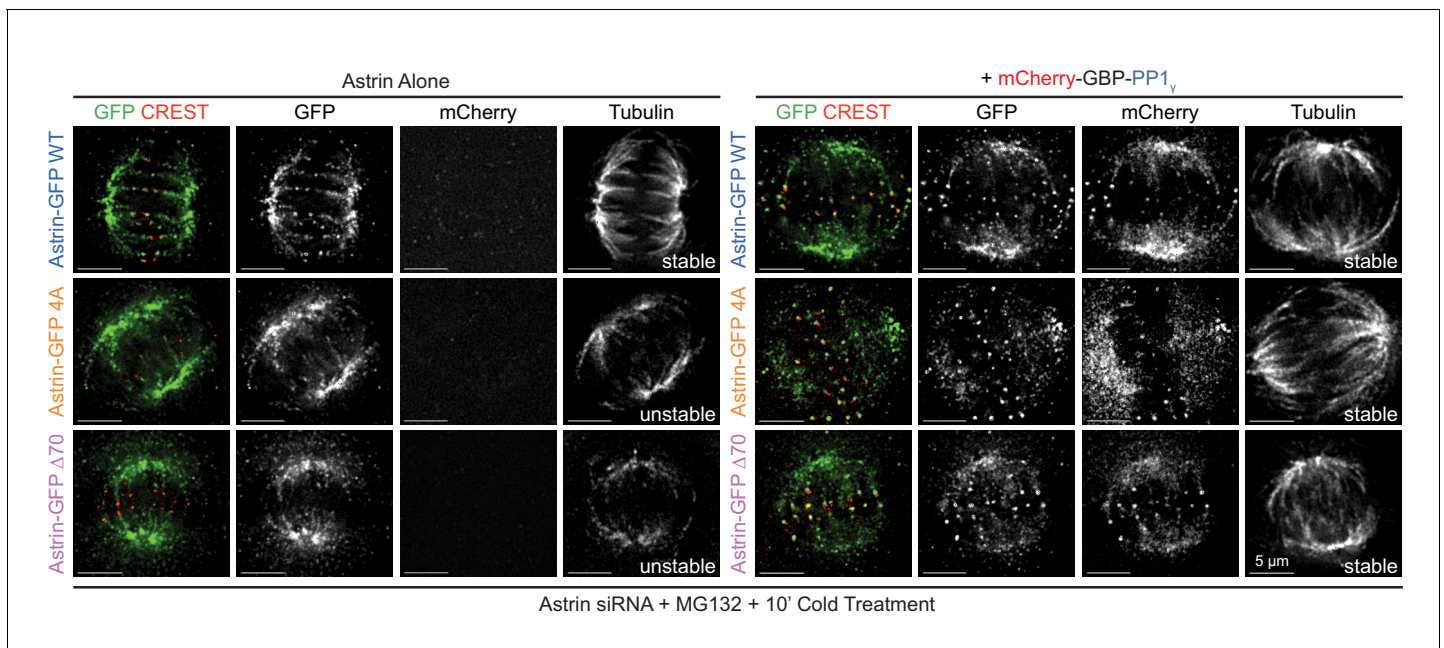 Astrin Alone
+ mCherry-GBP-PP1γ
GFP CREST GFP mCherry Tubulin GFP CREST GFP mCherry Tubulin
Astrin-GFP WT
stable
Astrin-GFP WT
stable
Astrin-GFP 4A
unstable
Astrin-GFP 4A
stable
Astrin-GFP Δ70
unstable
Astrin-GFP Δ70
5 µm
stable
Astrin siRNA + MG132 + 10' Cold Treatment